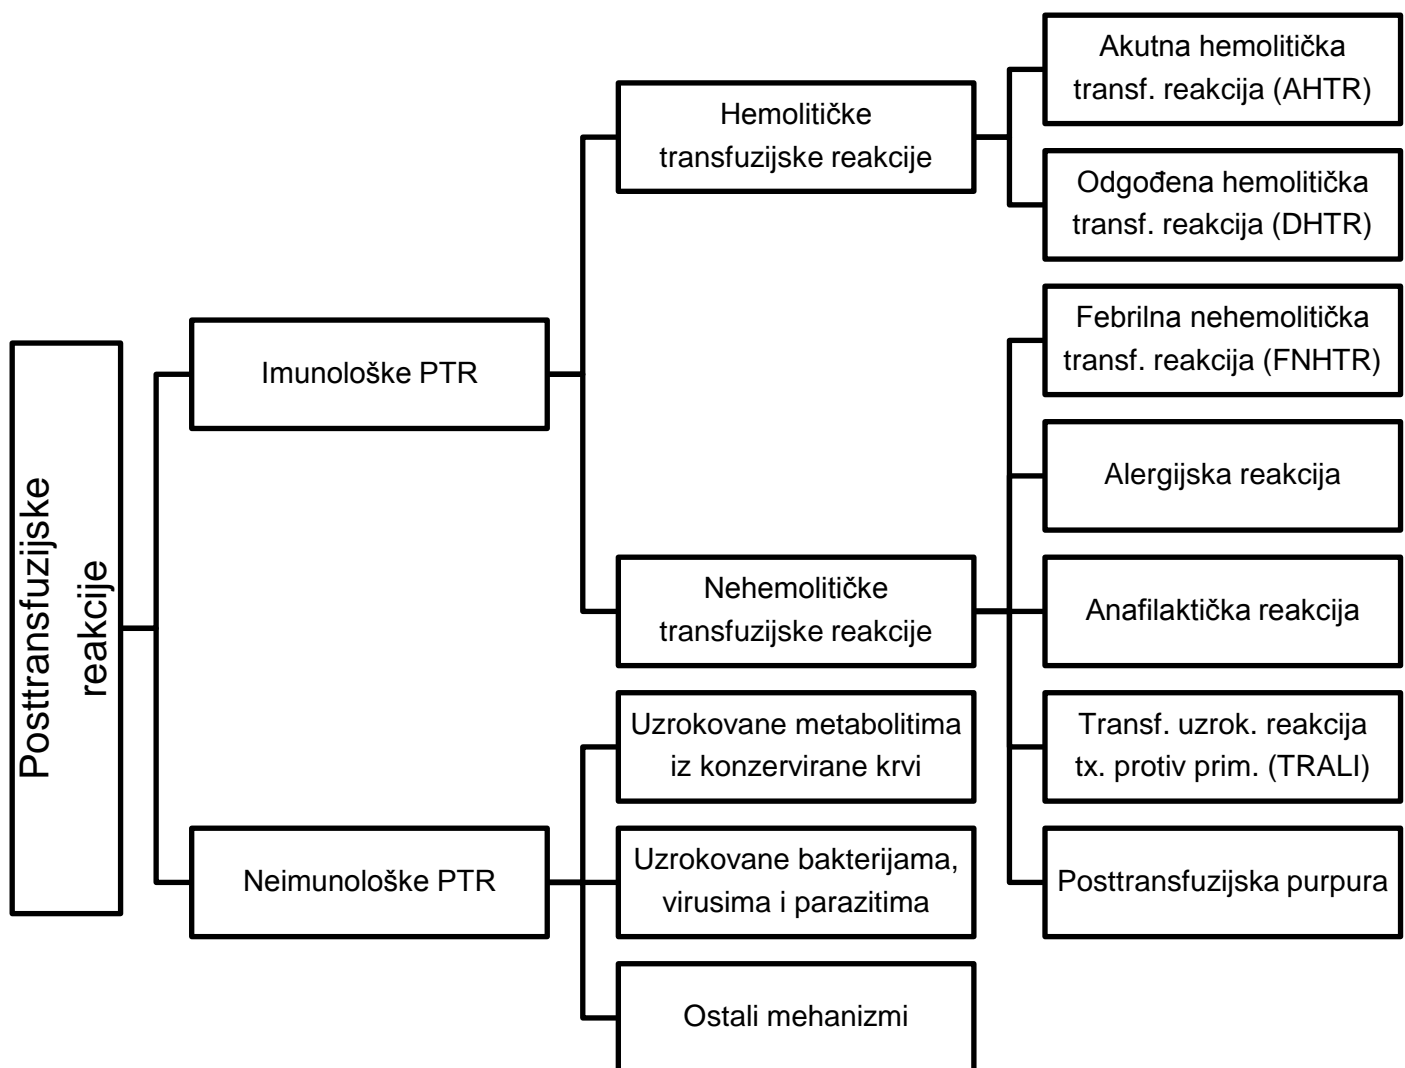 Posttransfuzijske
reakcije
Imunološke PTR
Neimunološke PTR
Hemolitičke
transfuzijske reakcije
Nehemolitičke
transfuzijske reakcije
Uzrokovane metabolitima
iz konzervirane krvi
Uzrokovane bakterijama,
virusima i parazitima
Ostali mehanizmi
Akutna hemolitička
transf. reakcija (AHTR)
Odgođena hemolitička
transf. reakcija (DHTR)
Febrilna nehemolitička
transf. reakcija (FNHTR)
Alergijska reakcija
Anafilaktička reakcija
Transf. uzrok. reakcija
tx. protiv prim. (TRALI)
Posttransfuzijska purpura